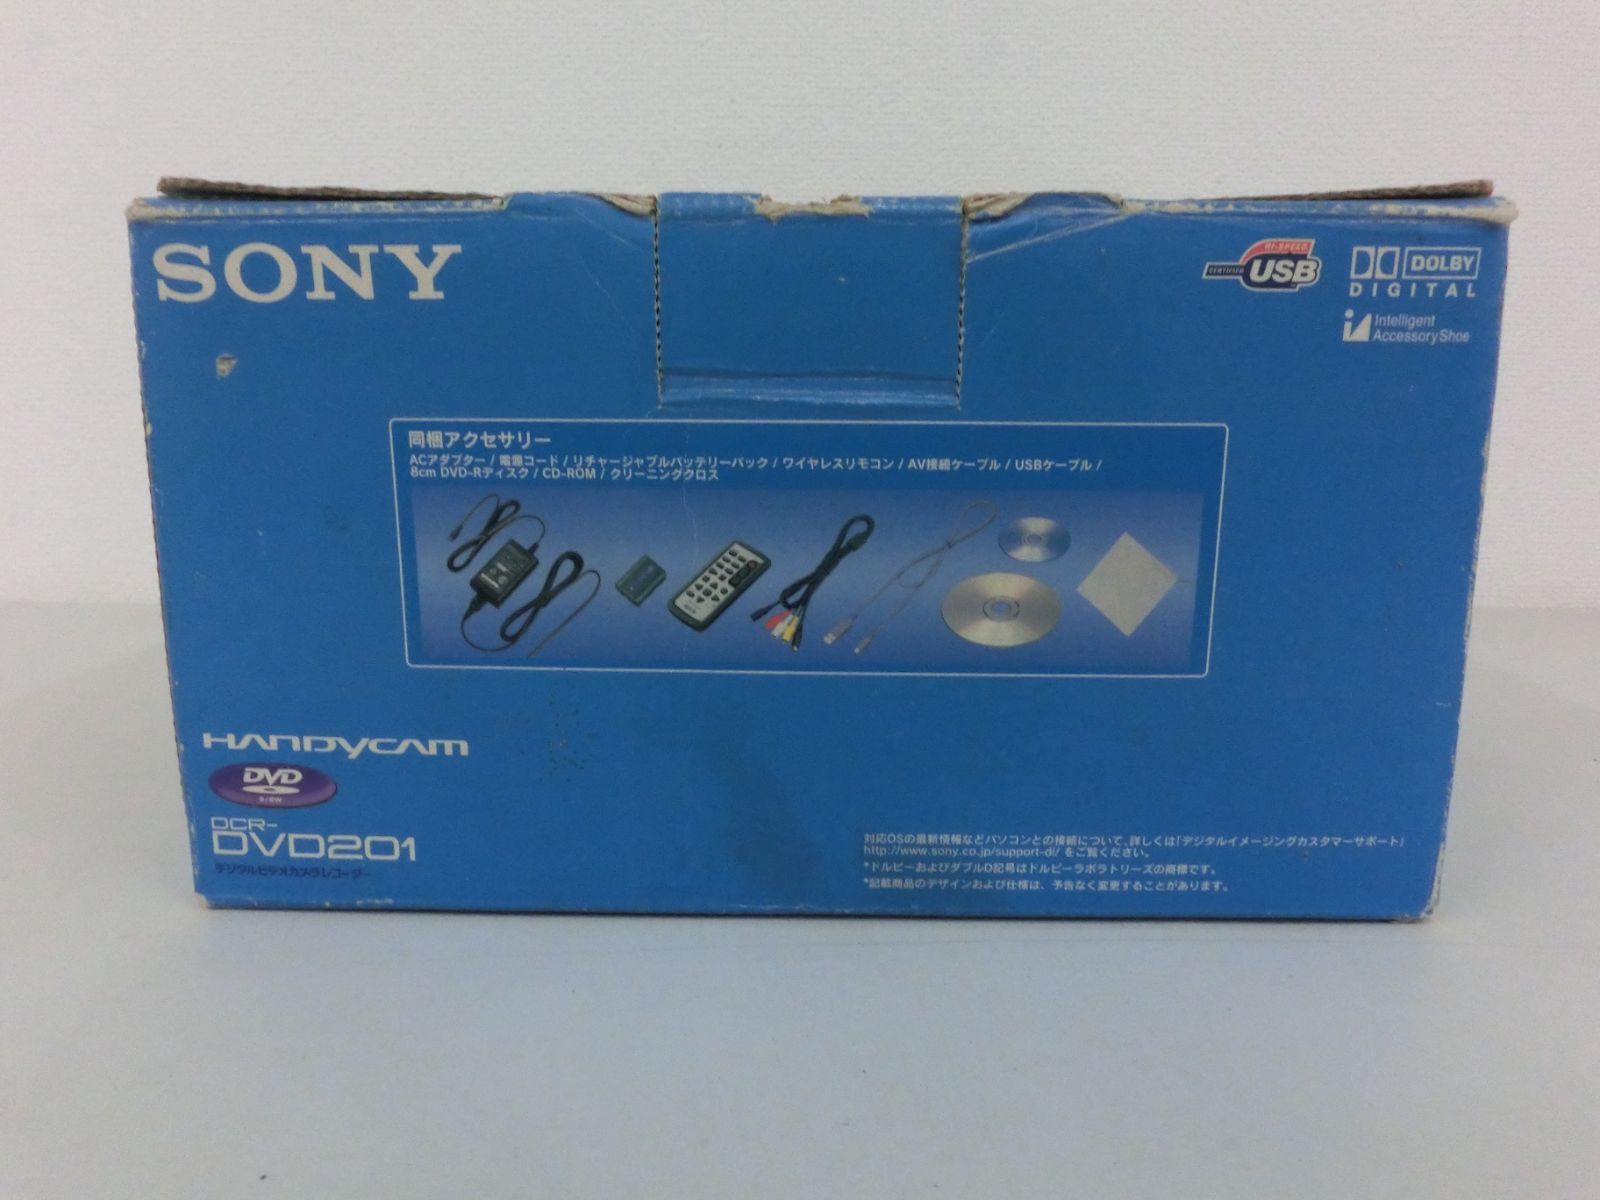 SONY
HI-SPEED
CERTIFIED USB
DOLBY
DIGITAL
Intelligent
AccessoryShoe
同梱アクセサリー
ACアダプター / 電源コード / リチャージャブルバッテリーパック / ワイヤレスリモコン / AV接続ケーブル / USBケーブル /
8cm DVD-Rディスク / CD-ROM / クリーニングクロス
HANDYCAM
DVD
R/RW
DCR-
DVD201
デジタルビデオカメラレコーダー
対応OSの最新情報などパソコンとの接続について、詳しくは「デジタルイメージングカスタマーサポート」
http://www.sony.co.jp/support-di/ をご覧ください。
*ドルビーおよびダブルD記号はドルビーラボラトリーズの商標です。
*記載商品のデザインおよび仕様は、予告なく変更することがあります。